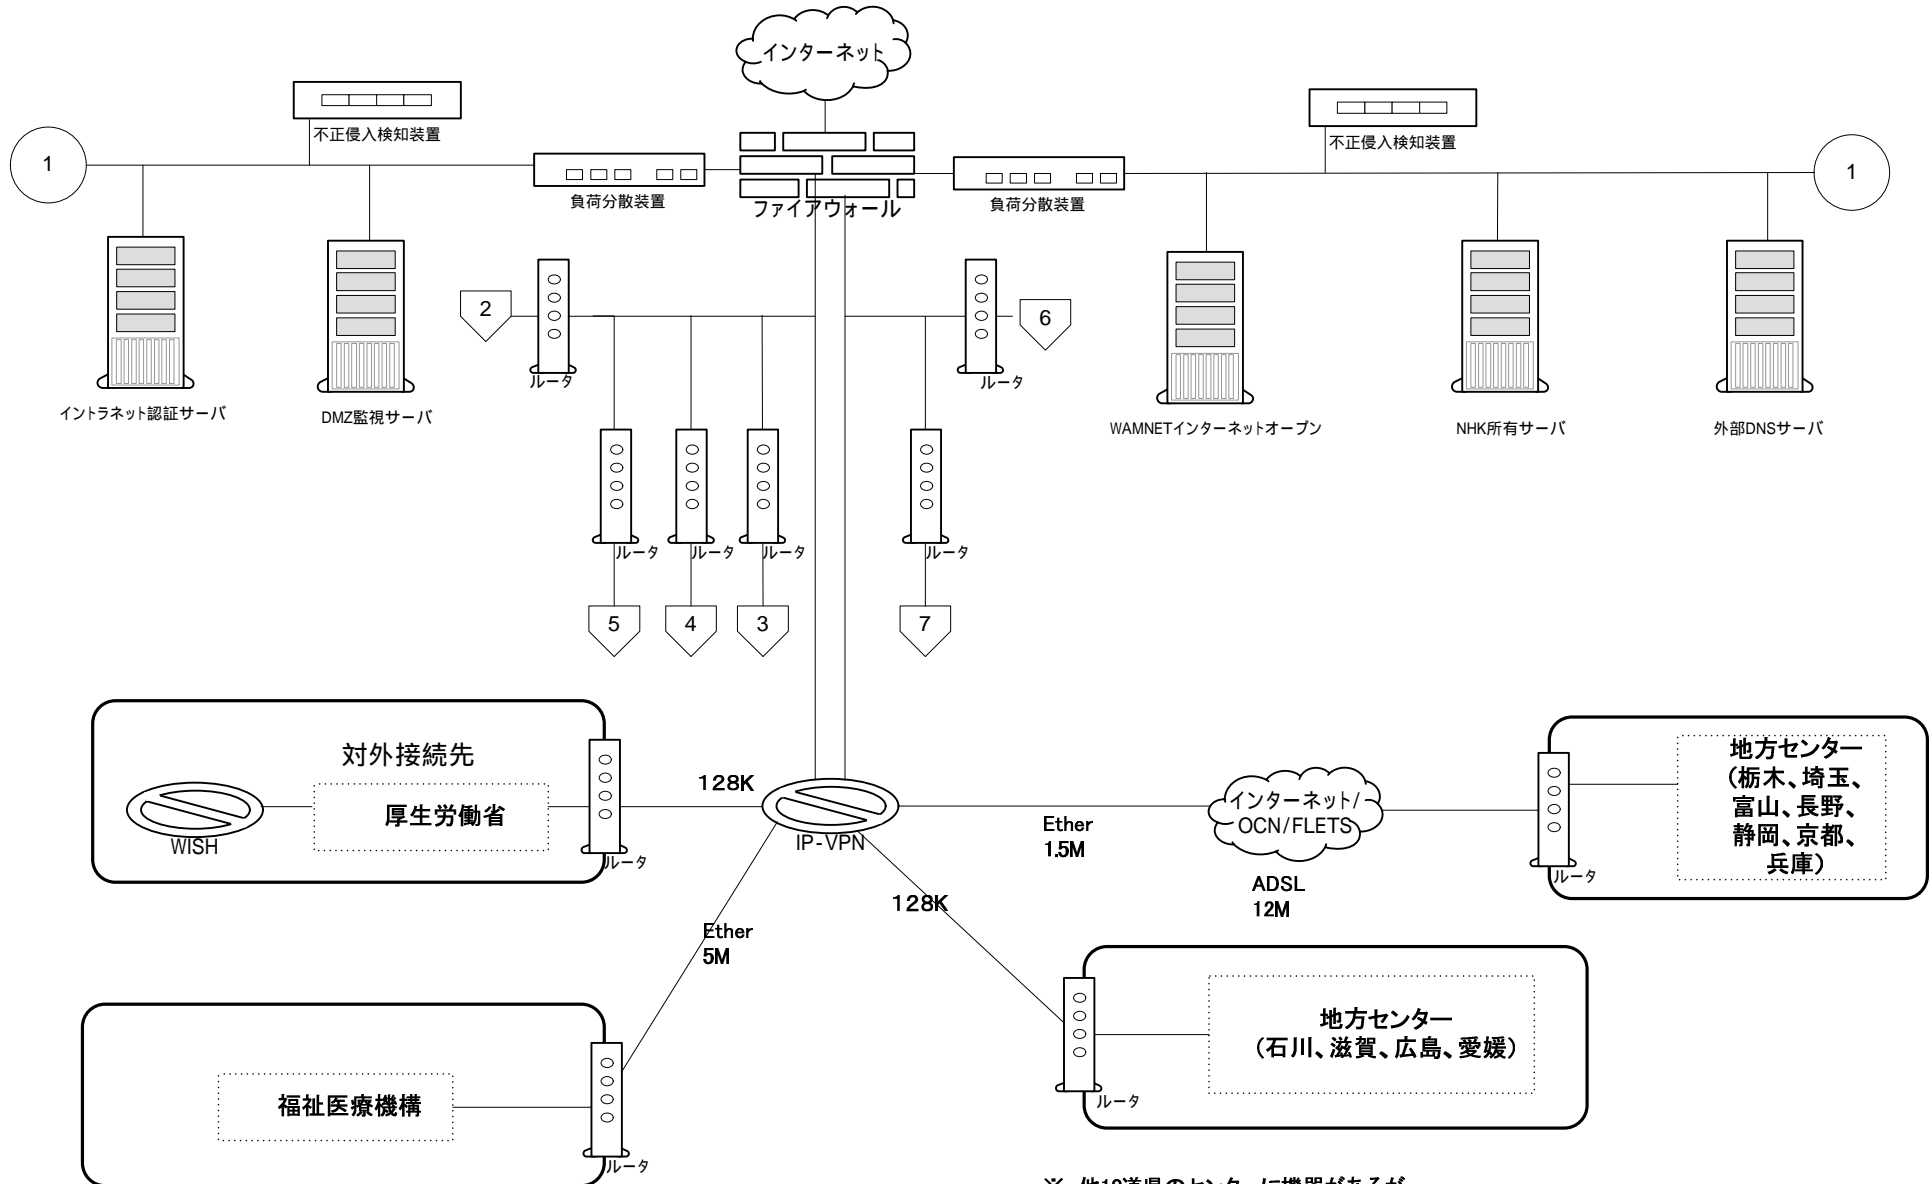 インターネット
不正侵入検知装置
不正侵入検知装置
1
1
負荷分散装置
負荷分散装置
ファイアウォール
2
6
ルータ
ルータ
イントラネット認証サーバ
DMZ監視サーバ
WAMNETインターネットオープン
NHK所有サーバ
外部DNSサーバ
ルータ
ルータ
ルータ
ルータ
5
4
3
7
対外接続先
厚生労働省
WISH
ルータ
128K
IP-VPN
Ether
1.5M
インターネット/
OCN/FLETS
ADSL
12M
地方センター
(栃木、埼玉、
富山、長野、
静岡、京都、
兵庫)
ルータ
128K
Ether
5M
地方センター
(石川、滋賀、広島、愛媛)
ルータ
福祉医療機構
ルータ